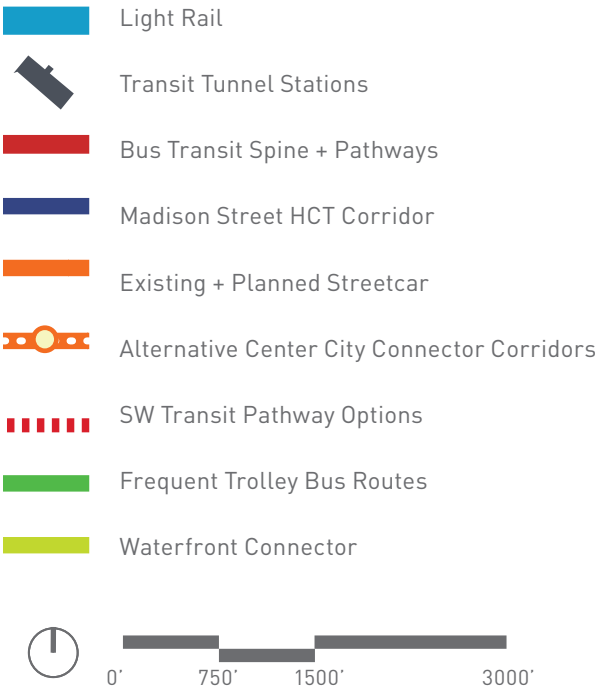 Light Rail
Transit Tunnel Stations
Bus Transit Spine + Pathways
Madison Street HCT Corridor
Existing + Planned Streetcar
Alternative Center City Connector Corridors
SW Transit Pathway Options
Frequent Trolley Bus Routes
Waterfront Connector
0’ 750’ 1500’ 3000’